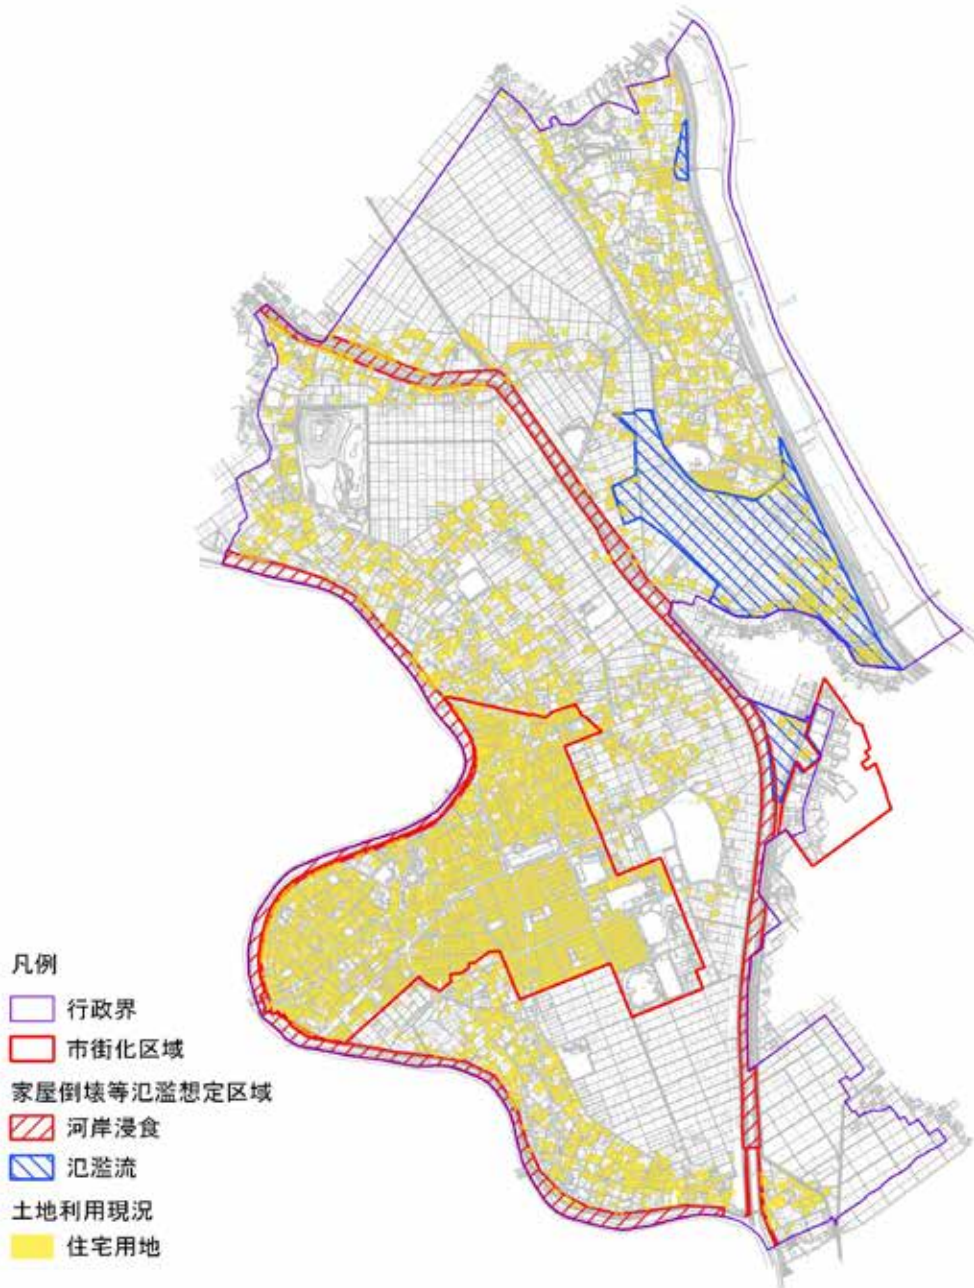 凡例
行政界
市街化区域
家屋倒壊等氾濫想定区域
河岸浸食
氾濫流
土地利用現況
住宅用地